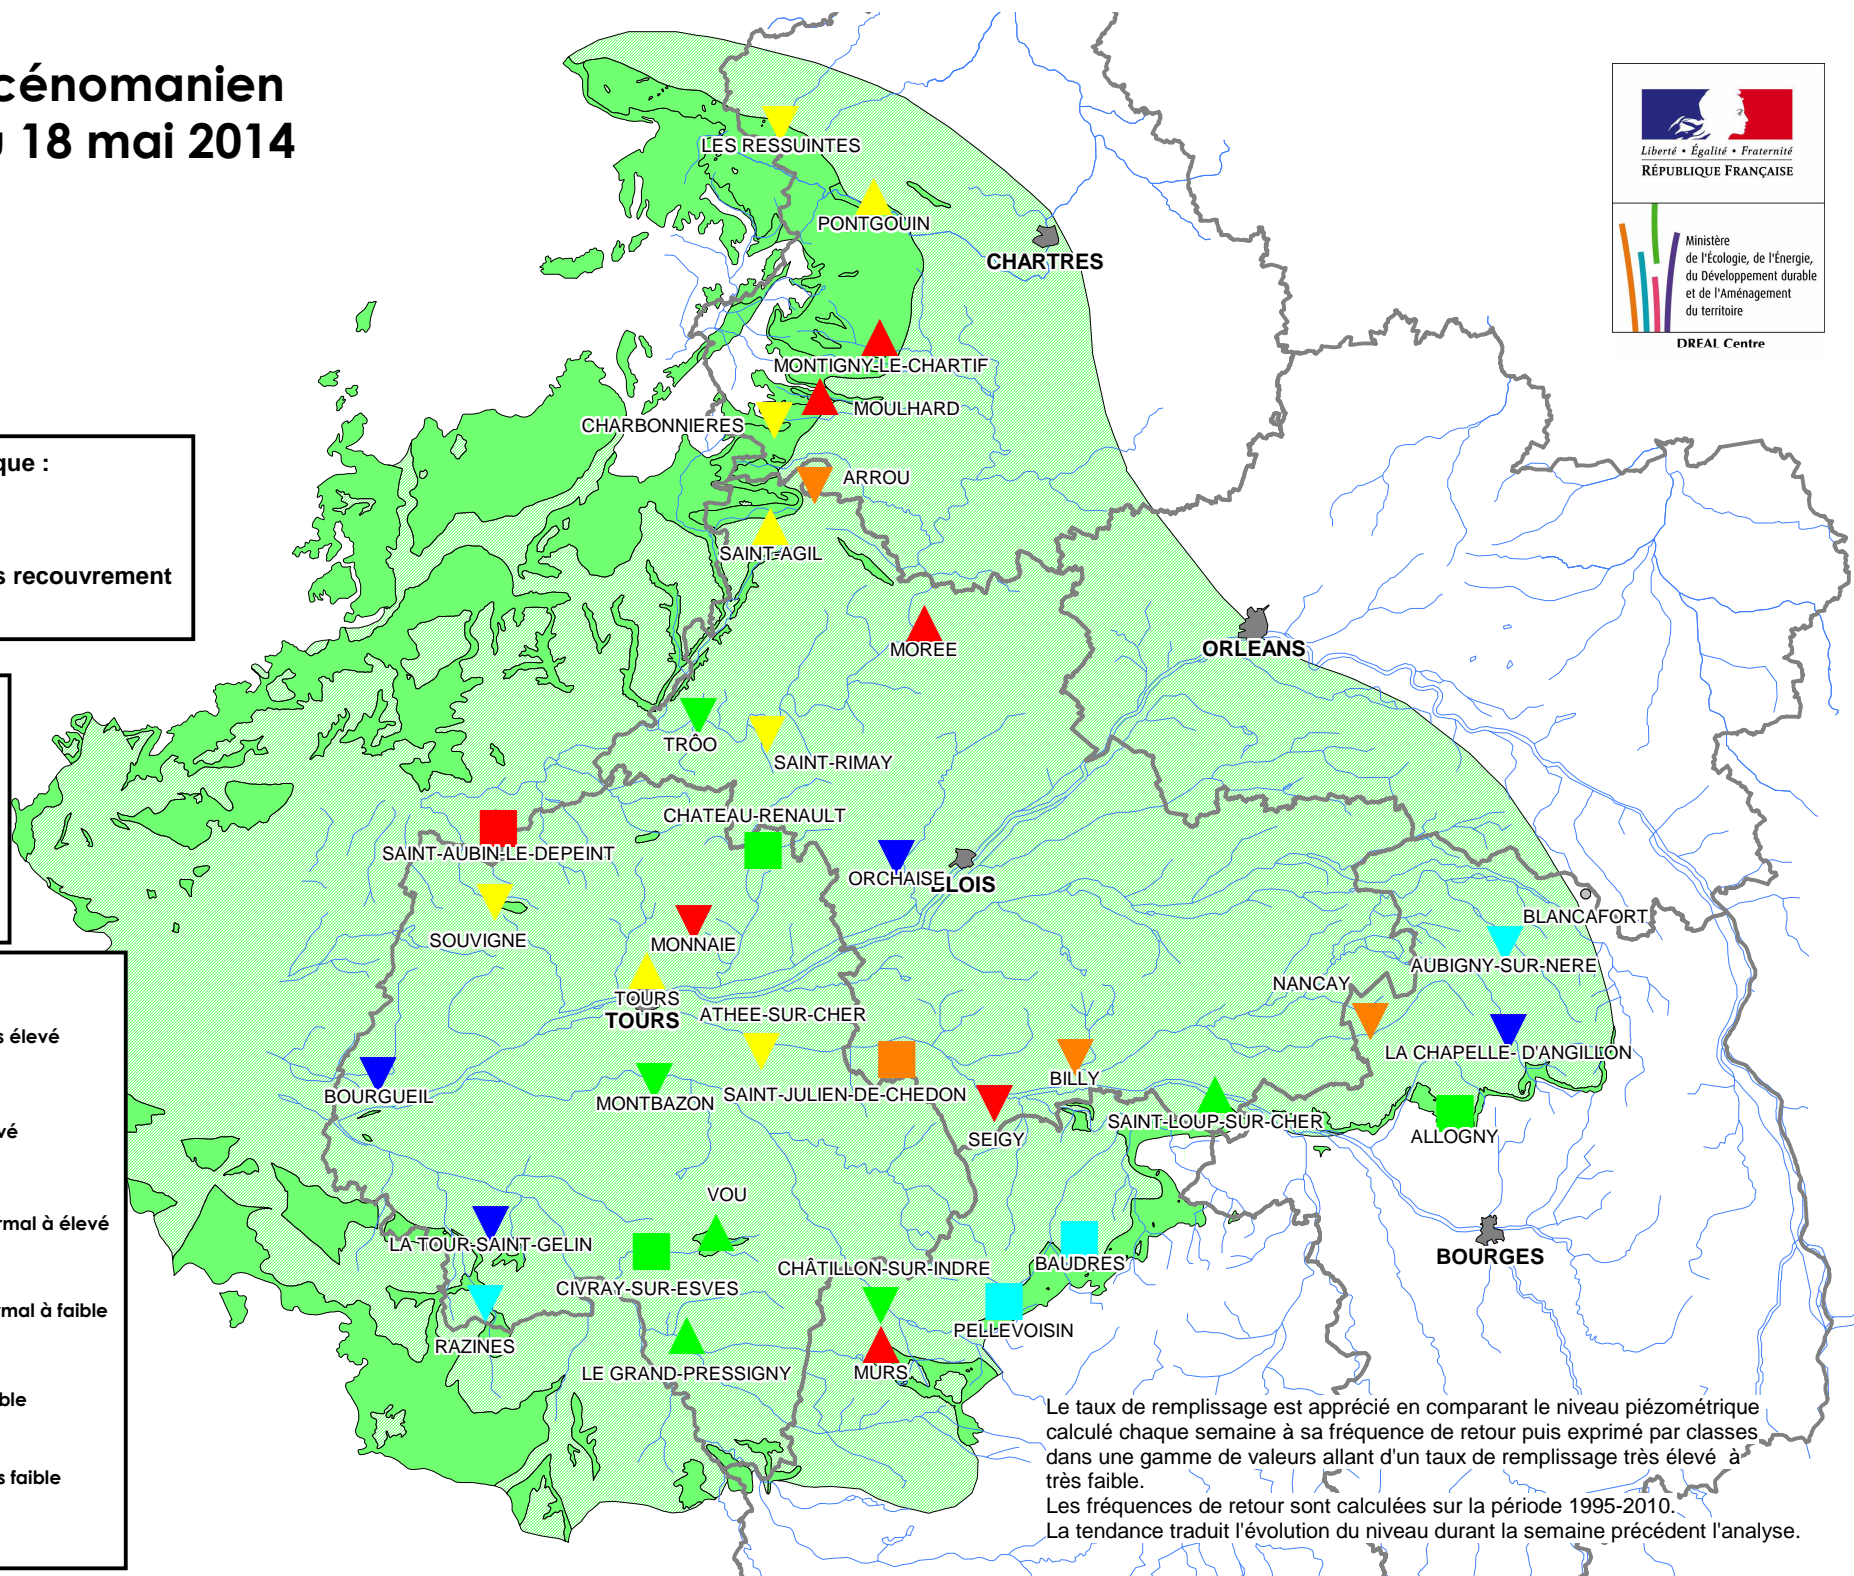 cénomanien
18 mai 2014
Liberté • Égalité • Fraternité
RÉPUBLIQUE FRANÇAISE
Ministère
de l'Écologie, de l'Énergie,
du Développement durable
et de l'Aménagement
du territoire
DREAL Centre
LES RESSUINTES
PONTGOUIN
CHARTRES
MONTIGNY-LE-CHARTIF
MOULHARD
CHARBONNIERES
que :
ARROU
SAINT-AGIL
s recouvrement
MOREE
ORLEANS
TRÔO
SAINT-RIMAY
CHATEAU-RENAULT
SAINT-AUBIN-LE-DEPEINT
ORCHAISE
BLOIS
BLANCAFORT
SOUVIGNE
MONNAIE
AUBIGNY-SUR-NERE
NANCAY
TOURS
TOURS
ATHEE-SUR-CHER
s élevé
LA CHAPELLE- D'ANGILLON
BILLY
BOURGUEIL
MONTBAZON
SAINT-JULIEN-DE-CHEDON
SAINT-LOUP-SUR-CHER
vé
SEIGY
ALLOGNY
VOU
rmal à élevé
LA TOUR-SAINT-GELIN
BOURGES
BAUDRES
CHÂTILLON-SUR-INDRE
CIVRAY-SUR-ESVES
rmal à faible
PELLEVOISIN
RAZINES
LE GRAND-PRESSIGNY
MURS
ble
s faible
Le taux de remplissage est apprécié en comparant le niveau piézométrique
calculé chaque semaine à sa fréquence de retour puis exprimé par classes
dans une gamme de valeurs allant d'un taux de remplissage très élevé à
très faible.
Les fréquences de retour sont calculées sur la période 1995-2010.
La tendance traduit l'évolution du niveau durant la semaine précédent l'analyse.